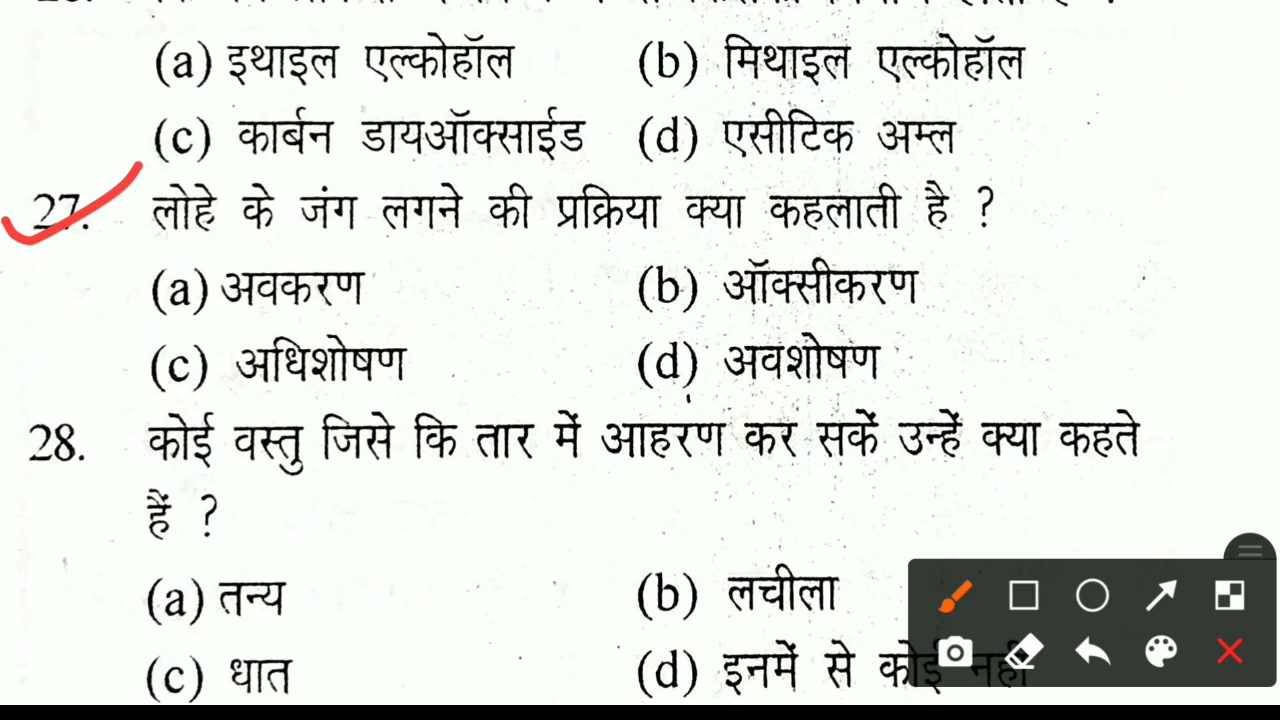 (a) इथाइल एल्कोहॉल (b) मिथाइल एल्कोहॉल
(c) कार्बन डायऑक्साईड (d) एसीटिक अम्ल
27. लोहे के जंग लगने की प्रक्रिया क्या कहलाती है ?
(a) अवकरण (b) ऑक्सीकरण
(c) अधिशोषण (d) अवशोषण
28. कोई वस्तु जिसे कि तार में आहरण कर सकें उन्हें क्या कहते
हैं ?
(a) तन्य (b) लचीला
(c) धात (d) इनमें से कोई नहीं